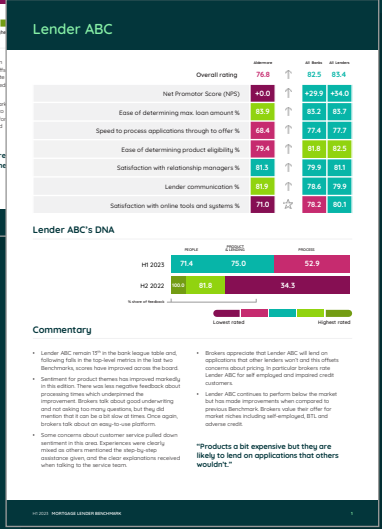 Lender ABC
Aldermore All Banks All Lenders
Overall rating 76.8 82.5 83.4
Net Promotor Score (NPS) +0.0 +29.9 +34.0
Ease of determining max. loan amount % 83.9 83.2 83.7
Speed to process applications through to offer % 68.4 77.4 77.7
Ease of determining product eligibility % 79.4 81.8 82.5
Satisfaction with relationship managers % 81.3 79.9 81.1
Lender communication % 81.9 78.6 79.9
Satisfaction with online tools and systems % 71.0 78.2 80.1
Lender ABC's DNA
PEOPLE PRODUCT & LENDING PROCESS
H1 2023 71.4 75.0 52.9
H2 2022 100.0 81.8 34.3
% share of feedback
Lowest rated Highest rated
Commentary
• Lender ABC remain 15th in the bank league table and,
following falls in the top-level metrics in the last two
Benchmarks, scores have improved across the board.
• Sentiment for product themes has improved markedly
in this edition. There was less negative feedback about
processing times which underpinned the
improvement. Brokers talk about good underwriting
and not asking too many questions, but they did
mention that it can be a bit slow at times. Once again,
brokers talk about an easy-to-use platform.
• Some concerns about customer service pulled down
sentiment in this area. Experiences were clearly
mixed as others mentioned the step-by-step
assistance given, and the clear explanations received
when talking to the service team.
• Brokers appreciate that Lender ABC will lend on
applications that other lenders won't and this offsets
concerns about pricing. In particular brokers rate
Lender ABC for self employed and impaired credit
customers.
• Lender ABC continues to perform below the market
but has made improvements when compared to
previous Benchmark. Brokers value their offer for
market niches including self-employed, BTL and
adverse credit.
"Products a bit expensive but they are
likely to lend on applications that others
wouldn't."
H1 2023 MORTGAGE LENDER BENCHMARK 1